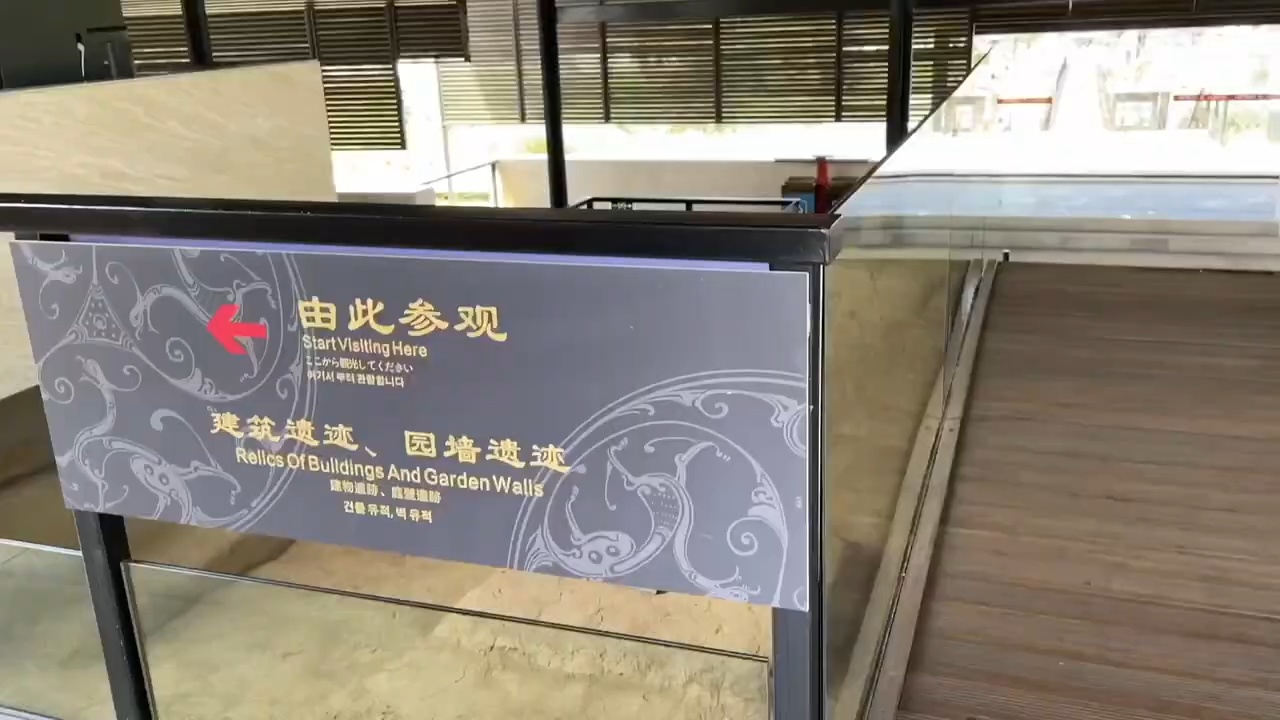 由此参观
Start Visiting Here
ここから観光してください
여기서 부터 관람합니다
建筑遗迹、园墙遗迹
Relics Of Buildings And Garden Walls
建物遺跡、庭壁遺跡
건물 유적, 벽 유적